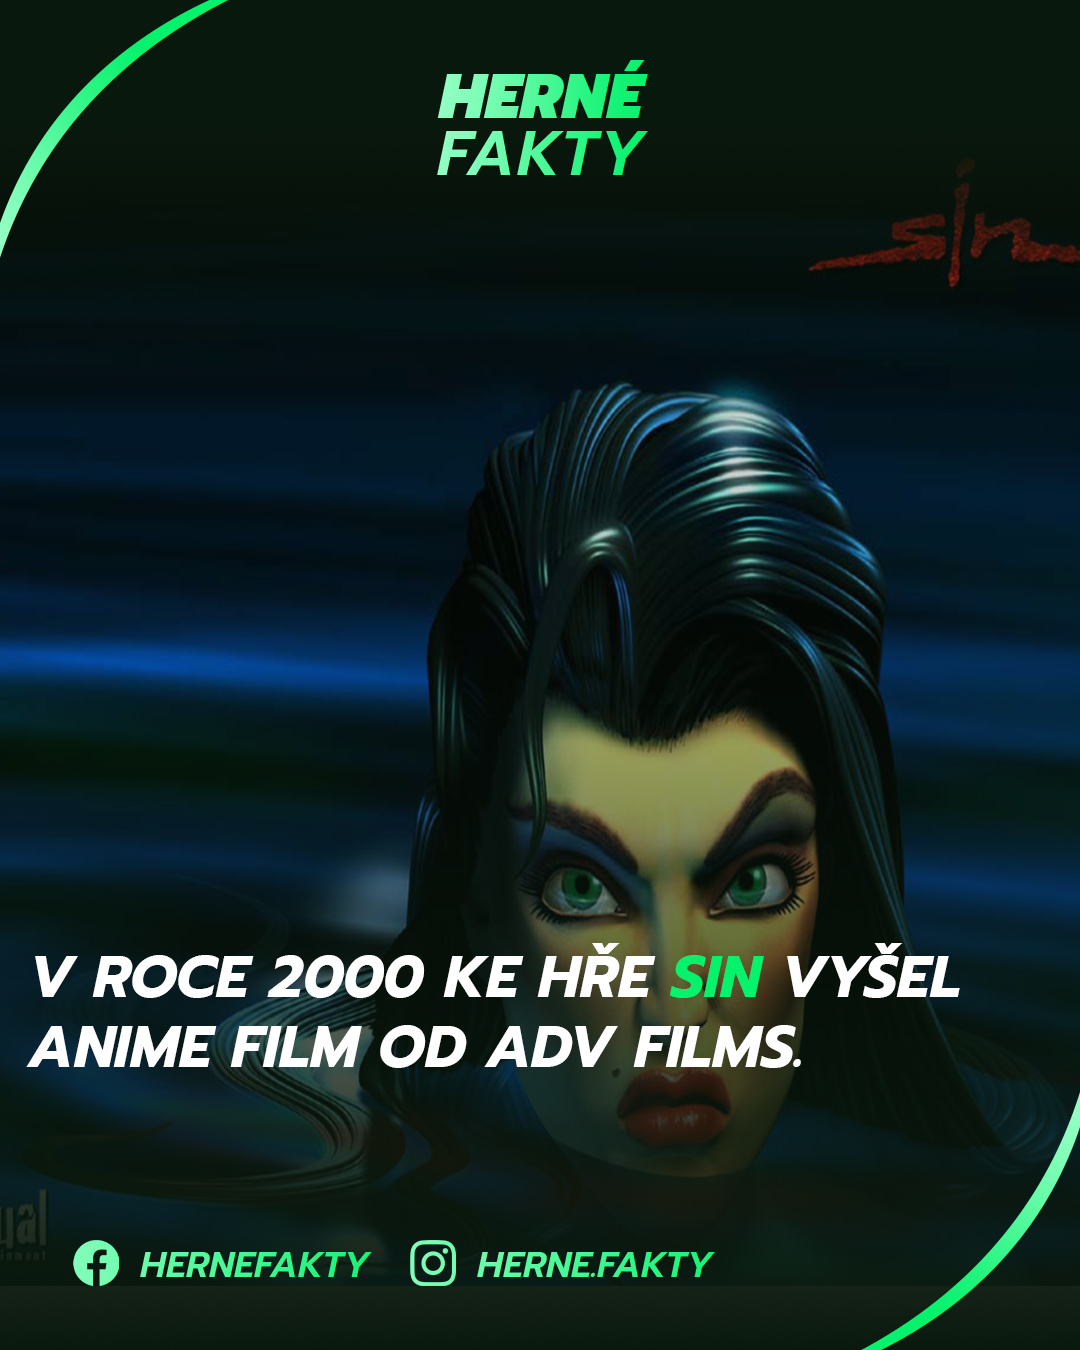 HERNÉ
FAKTY
sin
V ROCE 2000 KE HŘE SIN VYŠEL
ANIME FILM OD ADV FILMS.
HERNEFAKTY HERNE.FAKTY